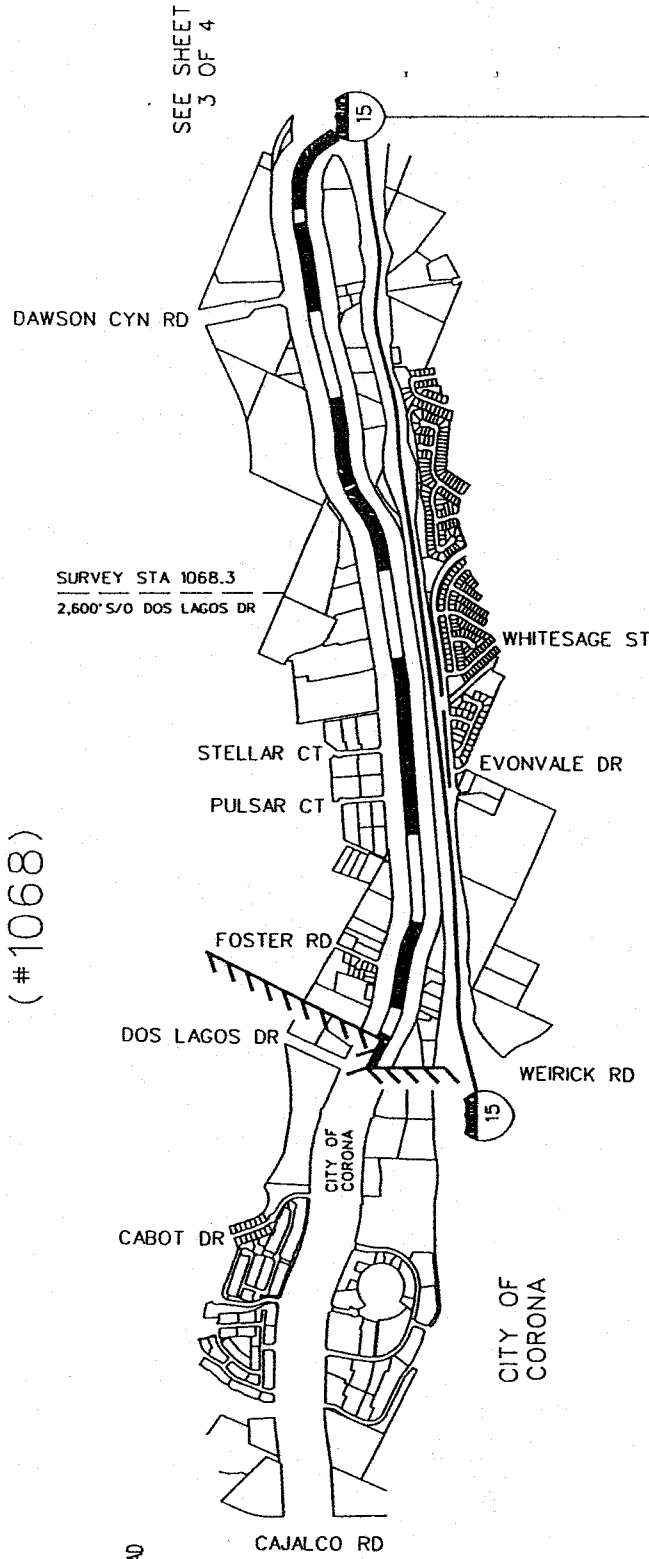 SEE SHEET
3 OF 4
15
DAWSON CYN RD
SURVEY STA 1068.3
2,600' S/O DOS LAGOS DR
WHITESAGE ST
STELLAR CT
EVONVALE DR
PULSAR CT
(#1068)
FOSTER RD
DOS LAGOS DR
WEIRICK RD
15
CITY OF
CORONA
CABOT DR
CITY OF
CORONA
CAJALCO RD